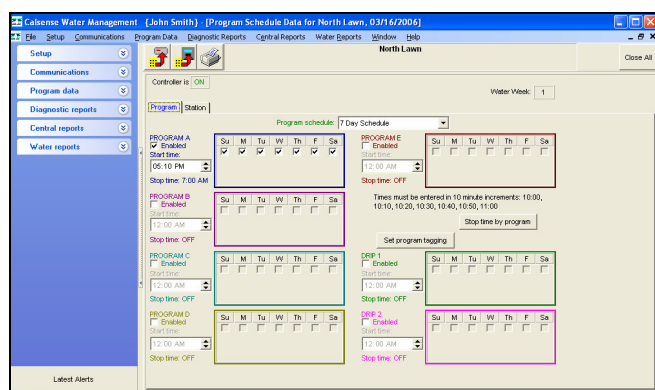 Calsense Water Management {John Smith} - [Program Schedule Data for North Lawn, 03/16/2006]
File Setup Communications Program Data Diagnostic Reports Central Reports Water Reports Window Help
North Lawn
Close All
Setup
Communications
Program data
Diagnostic reports
Central reports
Water reports
Latest Alerts
Controller is ON
Water Week: 1
Program Station
Program schedule: 7 Day Schedule
PROGRAM A
Enabled
Start time:
05:10 PM
Stop time: 7:00 AM
Su M Tu W Th F Sa
PROGRAM E
Enabled
Start time:
12:00 AM
Stop time: OFF
Su M Tu W Th F Sa
PROGRAM B
Enabled
Start time:
12:00 AM
Stop time: OFF
Su M Tu W Th F Sa
Times must be entered in 10 minute increments: 10:00,
10:10, 10:20, 10:30, 10:40, 10:50, 11:00
Stop time by program
Set program tagging
PROGRAM C
Enabled
Start time:
12:00 AM
Stop time: OFF
Su M Tu W Th F Sa
DRIP 1
Enabled
Start time:
12:00 AM
Stop time: OFF
Su M Tu W Th F Sa
PROGRAM D
Enabled
Start time:
12:00 AM
Stop time: OFF
Su M Tu W Th F Sa
DRIP 2
Enabled
Start time:
12:00 AM
Stop time: OFF
Su M Tu W Th F Sa